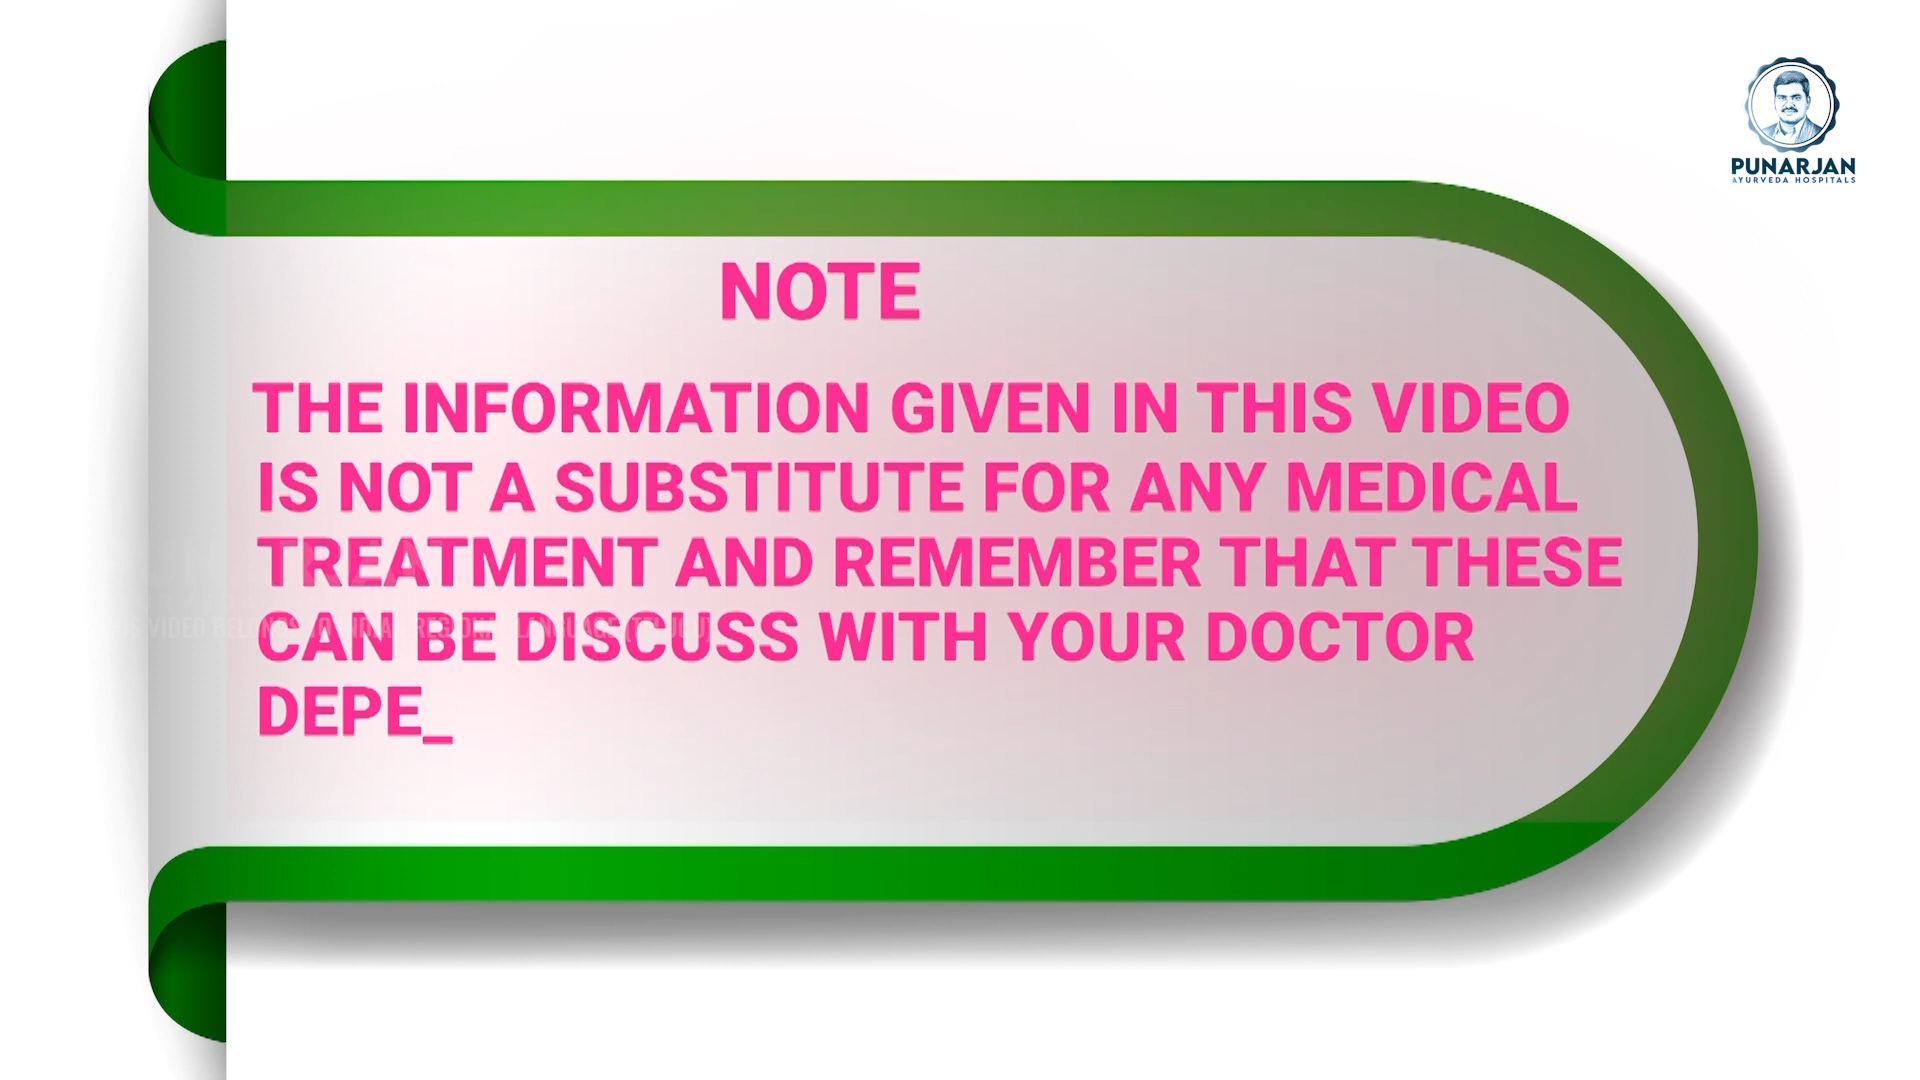 PUNARJAN
AYURVEDA HOSPITALS
NOTE
THE INFORMATION GIVEN IN THIS VIDEO
IS NOT A SUBSTITUTE FOR ANY MEDICAL
TREATMENT AND REMEMBER THAT THESE
CAN BE DISCUSS WITH YOUR DOCTOR
DEPE_